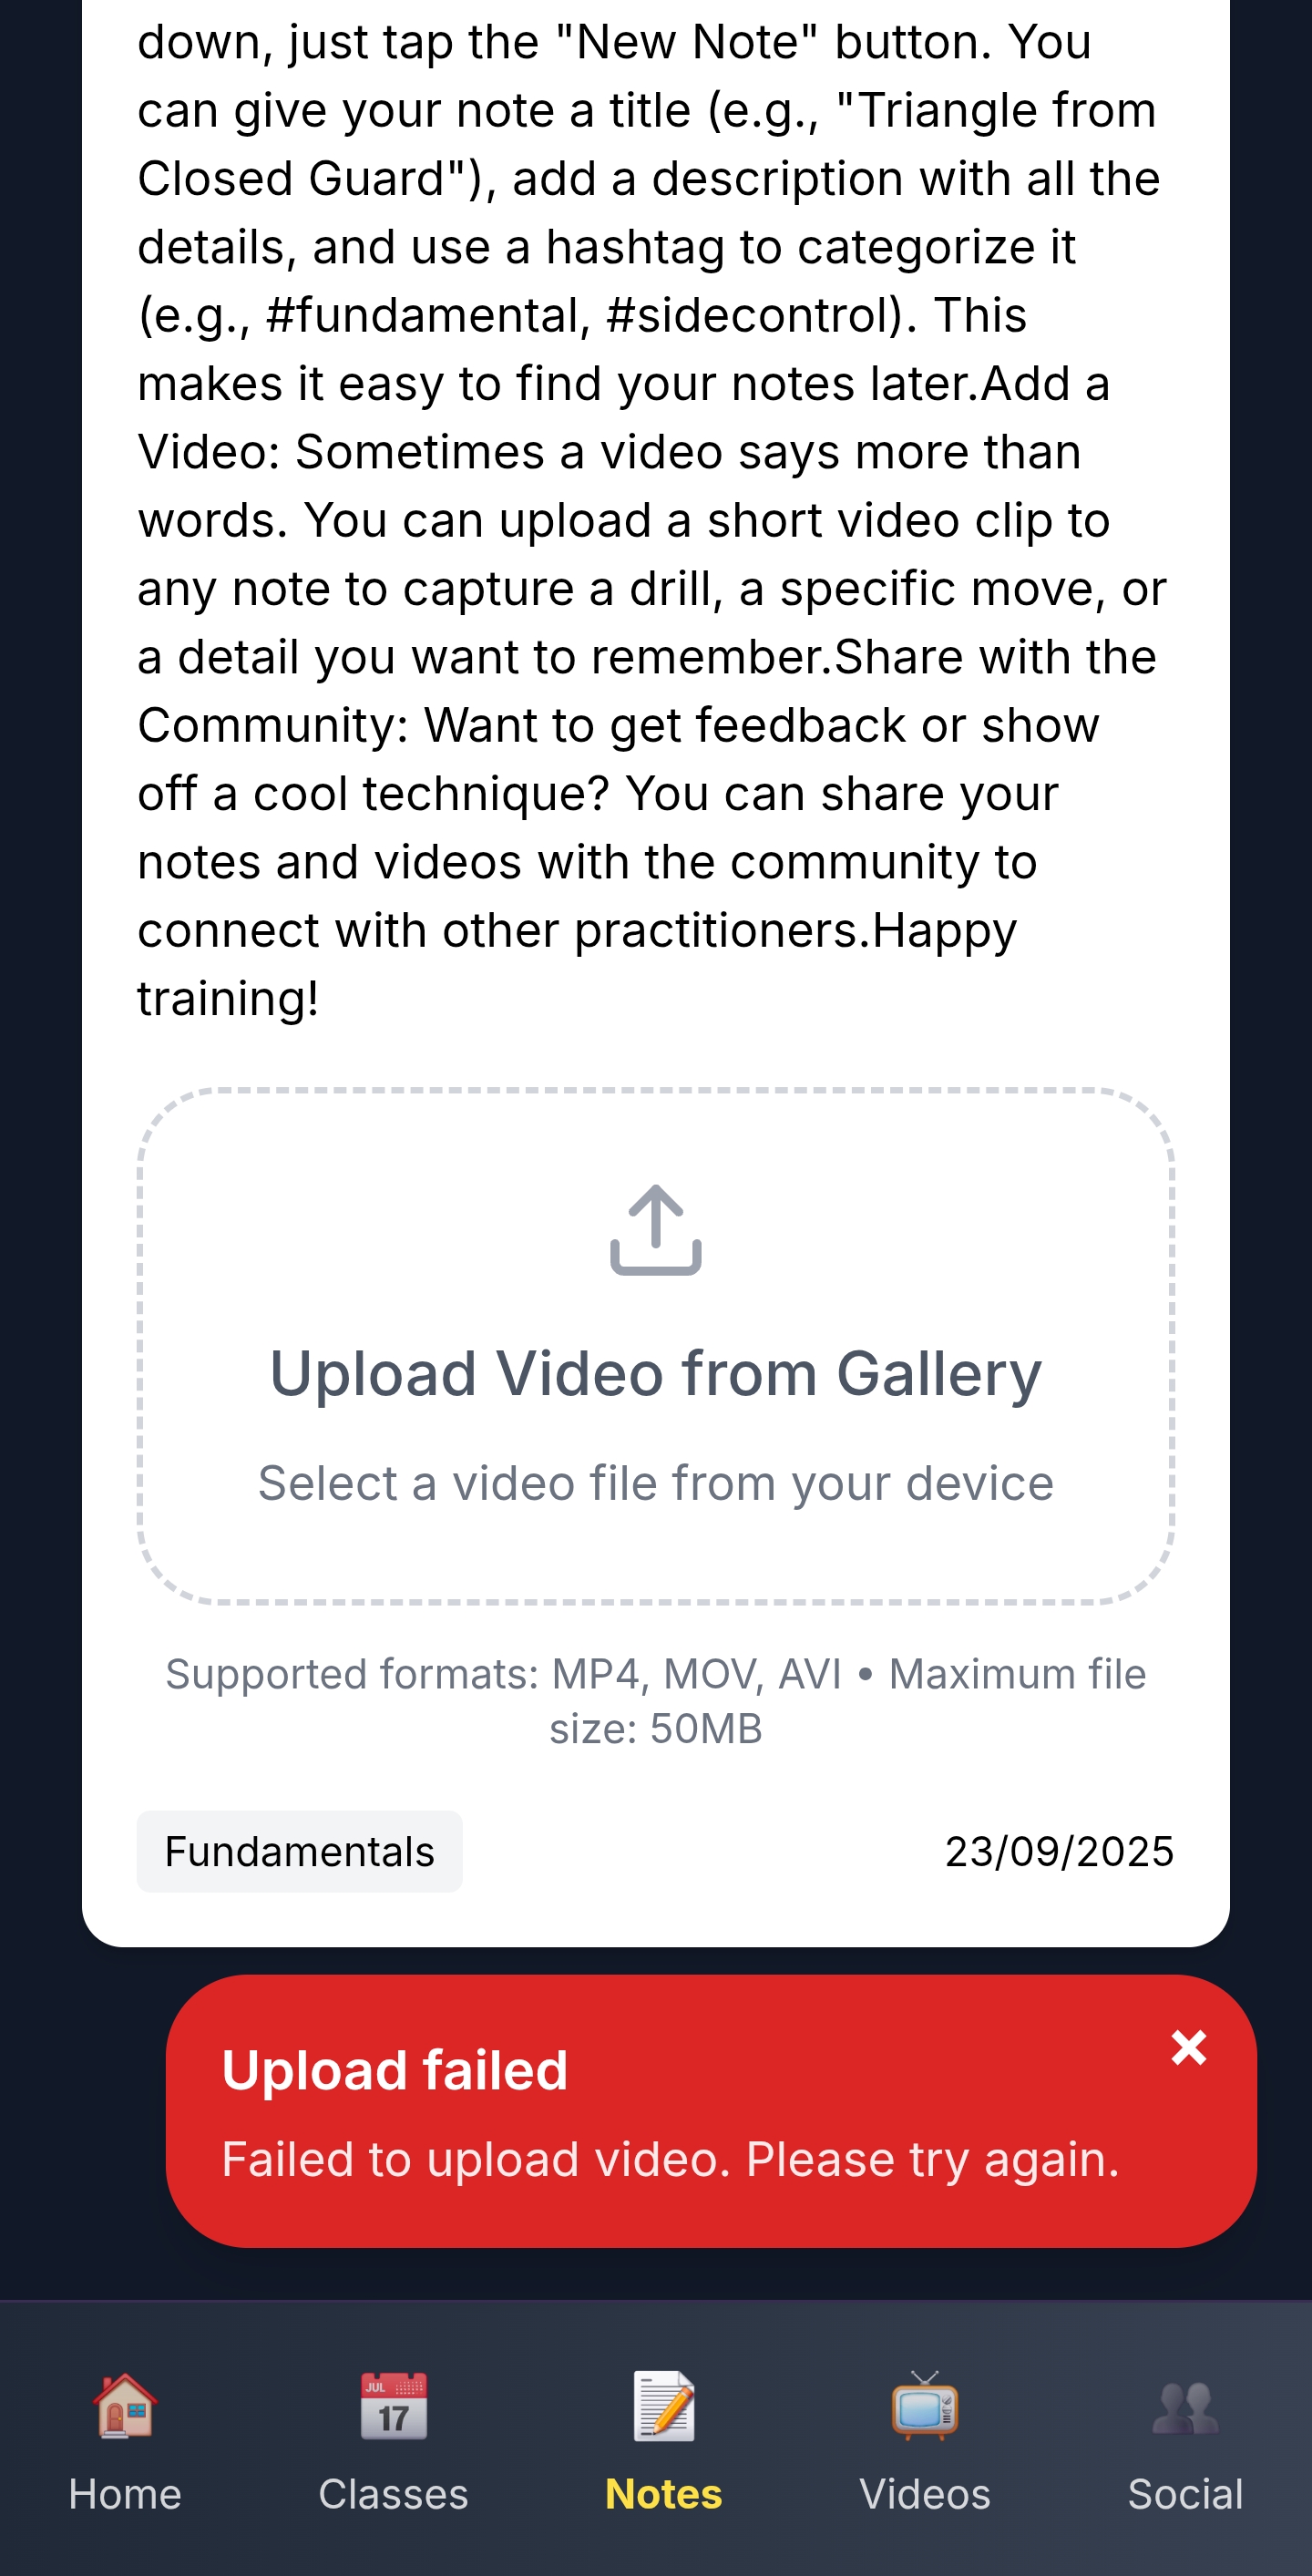 down, just tap the "New Note" button. You
can give your note a title (e.g., "Triangle from
Closed Guard"), add a description with all the
details, and use a hashtag to categorize it
(e.g., #fundamental, #sidecontrol). This
makes it easy to find your notes later.Add a
Video: Sometimes a video says more than
words. You can upload a short video clip to
any note to capture a drill, a specific move, or
a detail you want to remember.Share with the
Community: Want to get feedback or show
off a cool technique? You can share your
notes and videos with the community to
connect with other practitioners.Happy
training!
Upload Video from Gallery
Select a video file from your device
Supported formats: MP4, MOV, AVI • Maximum file
size: 50MB
Fundamentals
23/09/2025
Upload failed
Failed to upload video. Please try again.
JUL
17
Home
Classes
Notes
Videos
Social